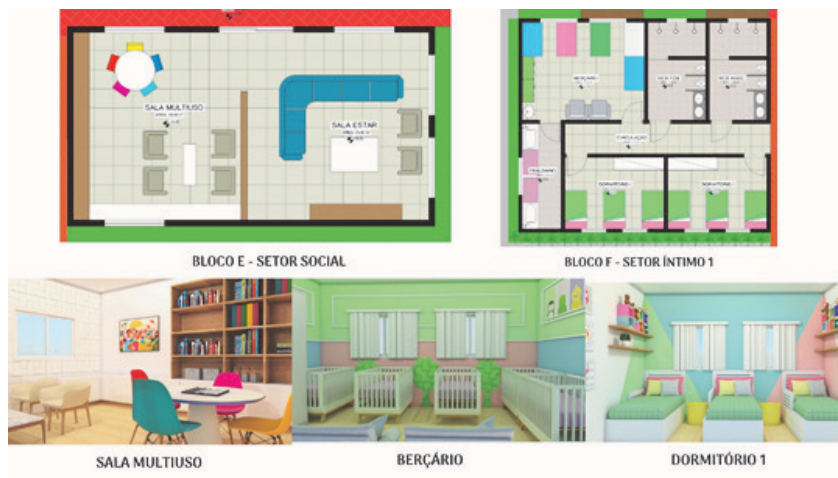 SALA MULTIUSO
SALA ESTAR
BERÇÁRIO
CIRCULAÇÃO
FRALDÁRIO
DORMITÓRIO
DORMITÓRIO
BLOCO E - SETOR SOCIAL
BLOCO F - SETOR ÍNTIMO 1
SALA MULTIUSO
BERÇÁRIO
DORMITÓRIO 1